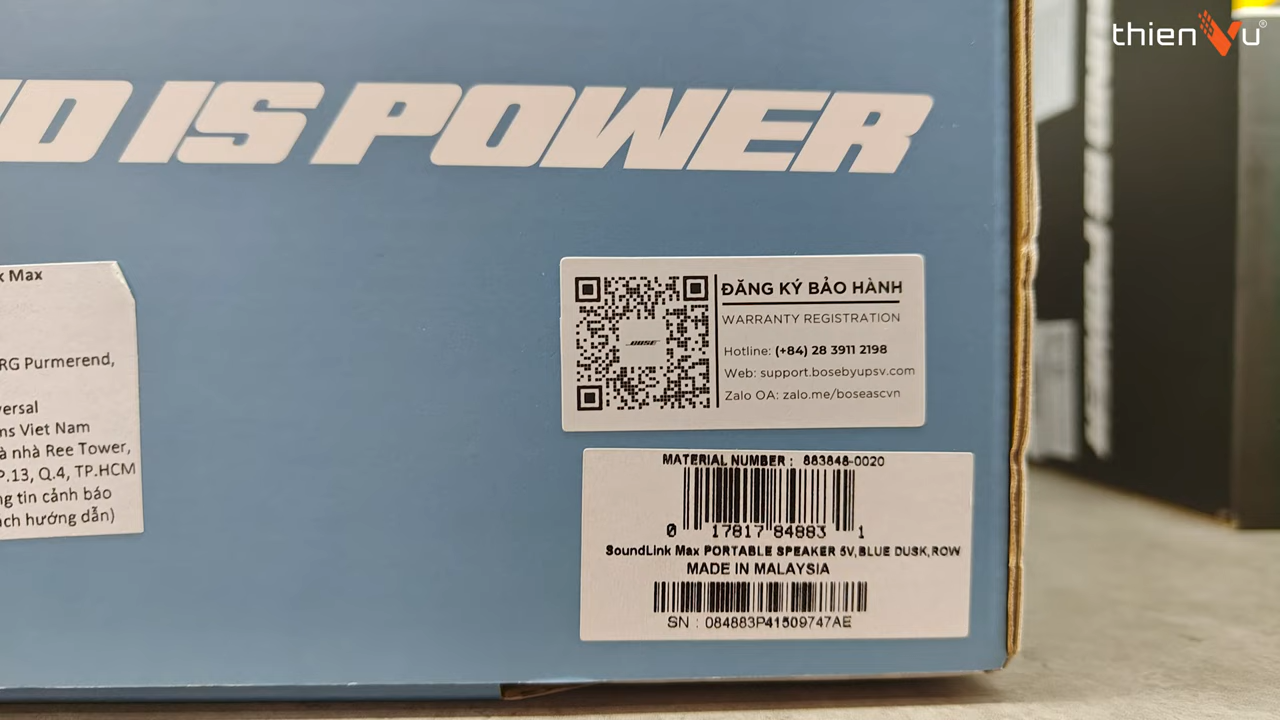 thienVu®
D IS POWER
k Max
RG Purmerend,
ersal
ms Viet Nam
à nhà Ree Tower,
P.13, Q.4, TP.HCM
ng tin cảnh báo
ách hướng dẫn)
BOSE
ĐĂNG KÝ BẢO HÀNH
WARRANTY REGISTRATION
Hotline: (+84) 28 3911 2198
Web: support.bosebyupsv.com
Zalo OA: zalo.me/boseascvn
MATERIAL NUMBER : 883848-0020
0 17817 84883 1
SoundLink Max PORTABLE SPEAKER 5V,BLUE DUSK,ROW
MADE IN MALAYSIA
SN : 084883P41509747AE